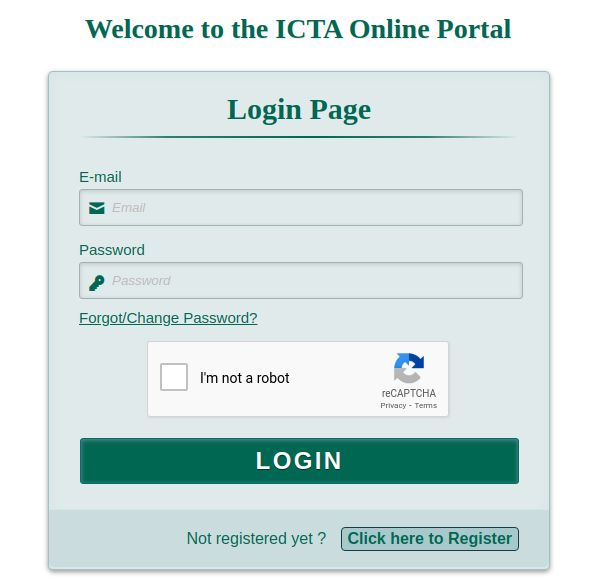 Welcome to the ICTA Online Portal
Login Page
E-mail
Email
Password
Password
Forgot/Change Password?
I'm not a robot
reCAPTCHA
Privacy - Terms
LOGIN
Not registered yet ? Click here to Register